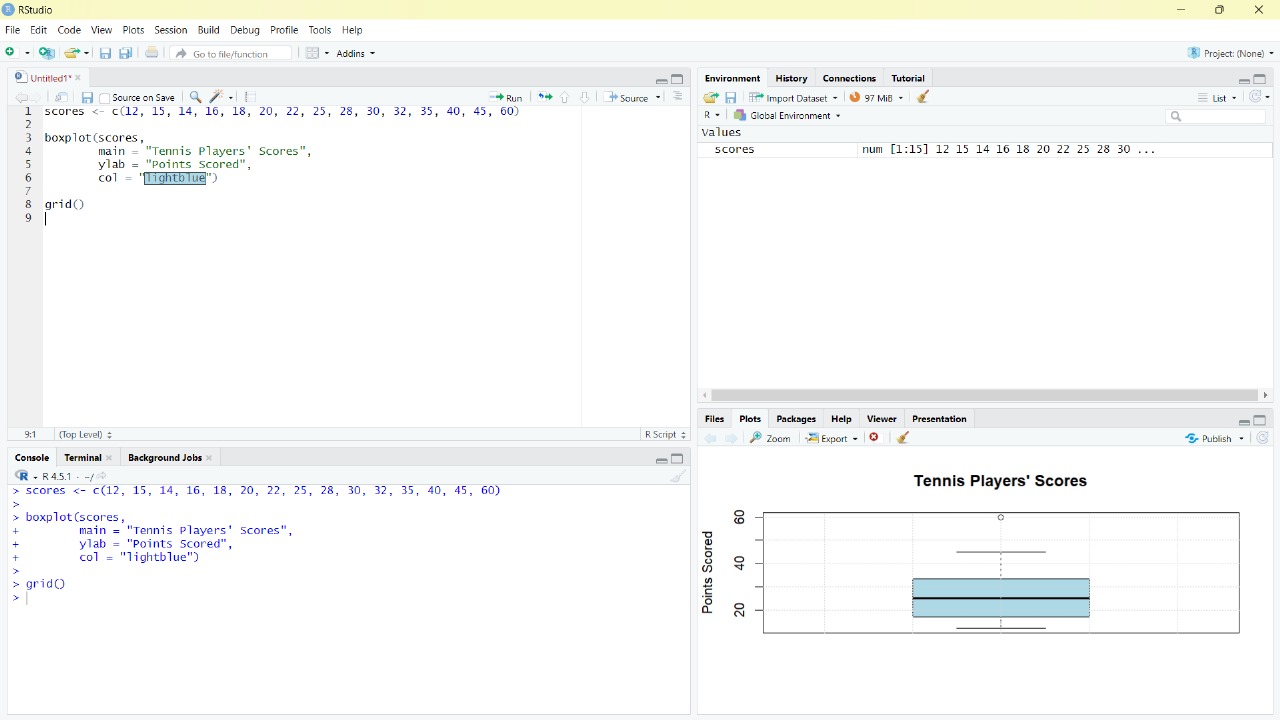 RStudio
File Edit Code View Plots Session Build Debug Profile Tools Help
Go to file/function Addins Project: (None)
Untitled1*
Source on Save Run Source
1 scores <- c(12, 15, 14, 16, 18, 20, 22, 25, 28, 30, 32, 35, 40, 45, 60)
2
3 boxplot(scores,
4 main = "Tennis Players' Scores",
5 ylab = "Points Scored",
6 col = "lightblue")
7
8 grid()
9
9:1 (Top Level) R Script
Console Terminal Background Jobs
R 4.5.1 · ~/
> scores <- c(12, 15, 14, 16, 18, 20, 22, 25, 28, 30, 32, 35, 40, 45, 60)
>
> boxplot(scores,
+ main = "Tennis Players' Scores",
+ ylab = "Points Scored",
+ col = "lightblue")
>
> grid()
>
Environment History Connections Tutorial
Import Dataset 97 MiB List
R Global Environment
Values
scores num [1:15] 12 15 14 16 18 20 22 25 28 30 ...
Files Plots Packages Help Viewer Presentation
Zoom Export Publish
Tennis Players' Scores
Points Scored
60
40
20